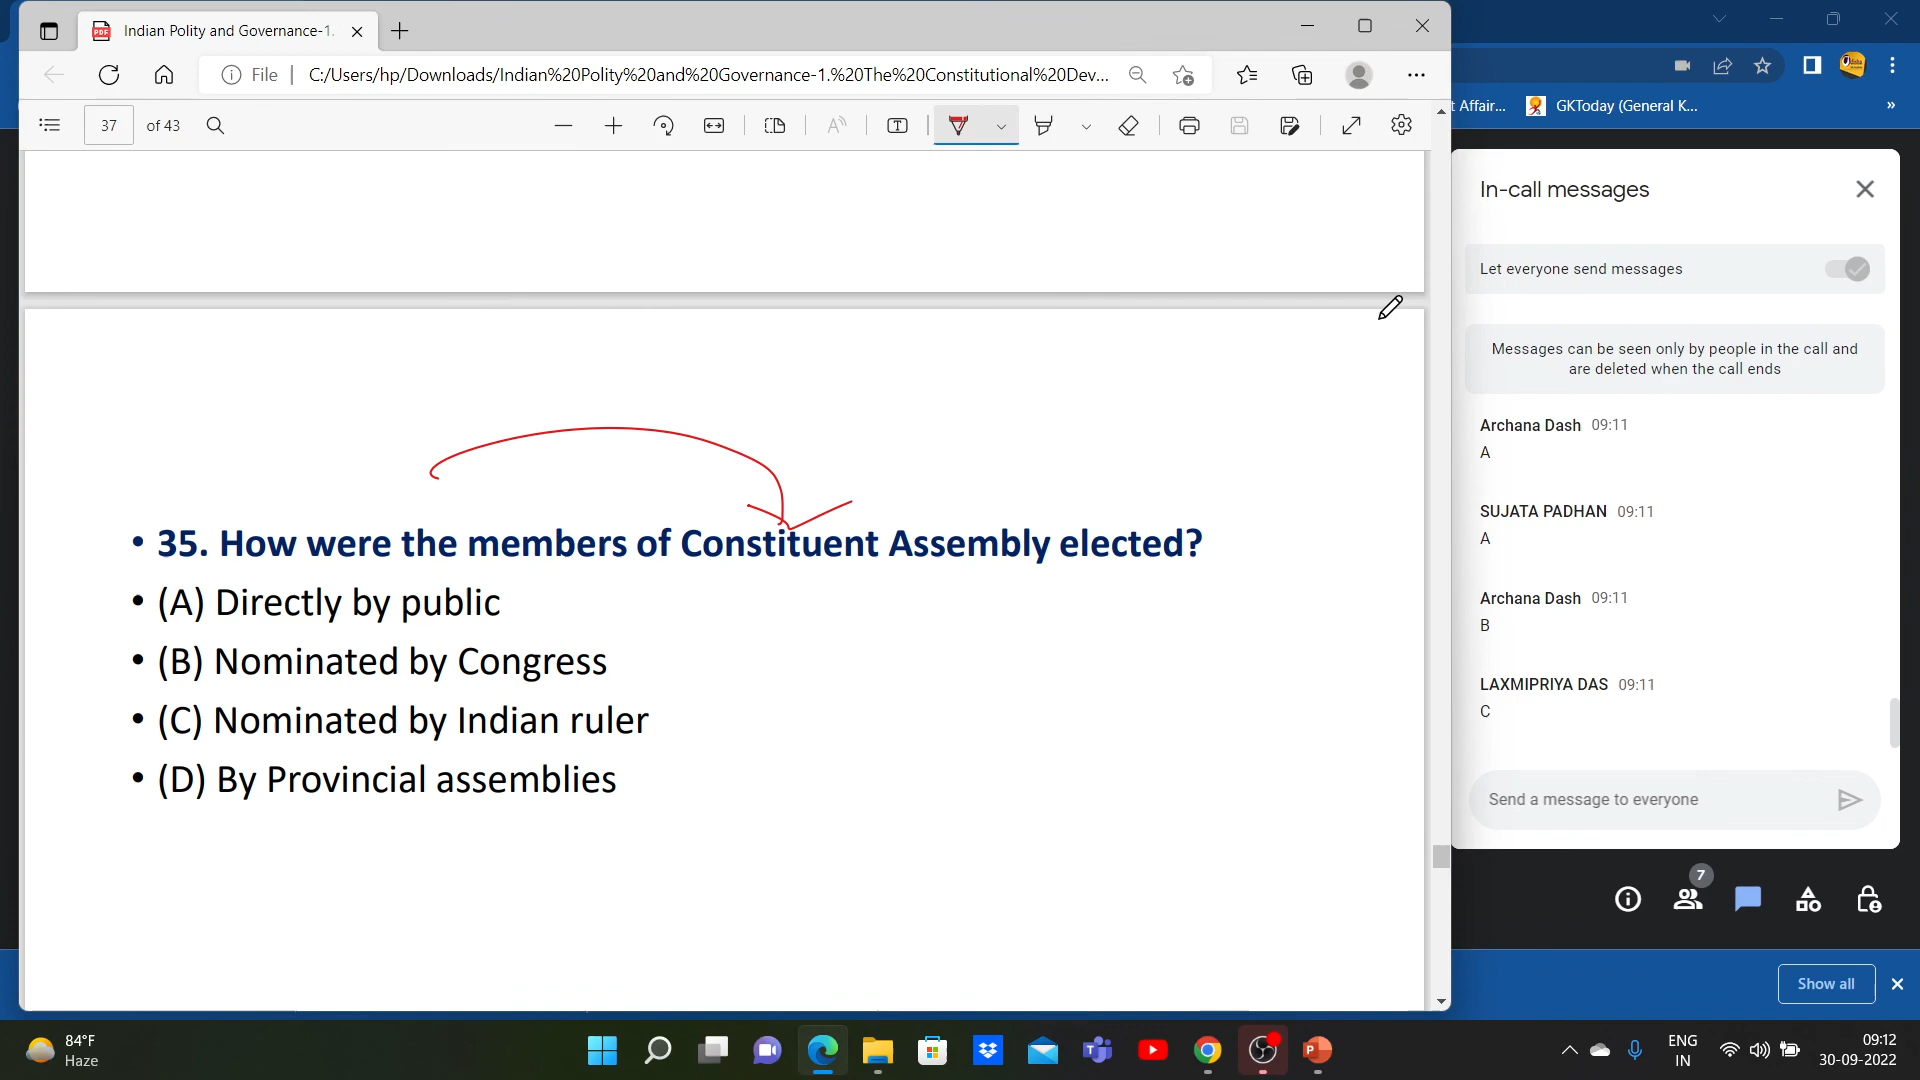 Indian Polity and Governance-1.
File
C:/Users/hp/Downloads/Indian%20Polity%20and%20Governance-1.%20The%20Constitutional%20Dev...
37 of 43
t Affair...
GKToday (General K...
• 35. How were the members of Constituent Assembly elected?
• (A) Directly by public
• (B) Nominated by Congress
• (C) Nominated by Indian ruler
• (D) By Provincial assemblies
In-call messages
Let everyone send messages
Messages can be seen only by people in the call and
are deleted when the call ends
Archana Dash 09:11
A
SUJATA PADHAN 09:11
A
Archana Dash 09:11
B
LAXMIPRIYA DAS 09:11
C
Send a message to everyone
7
Show all
84°F
Haze
ENG
IN
09:12
30-09-2022